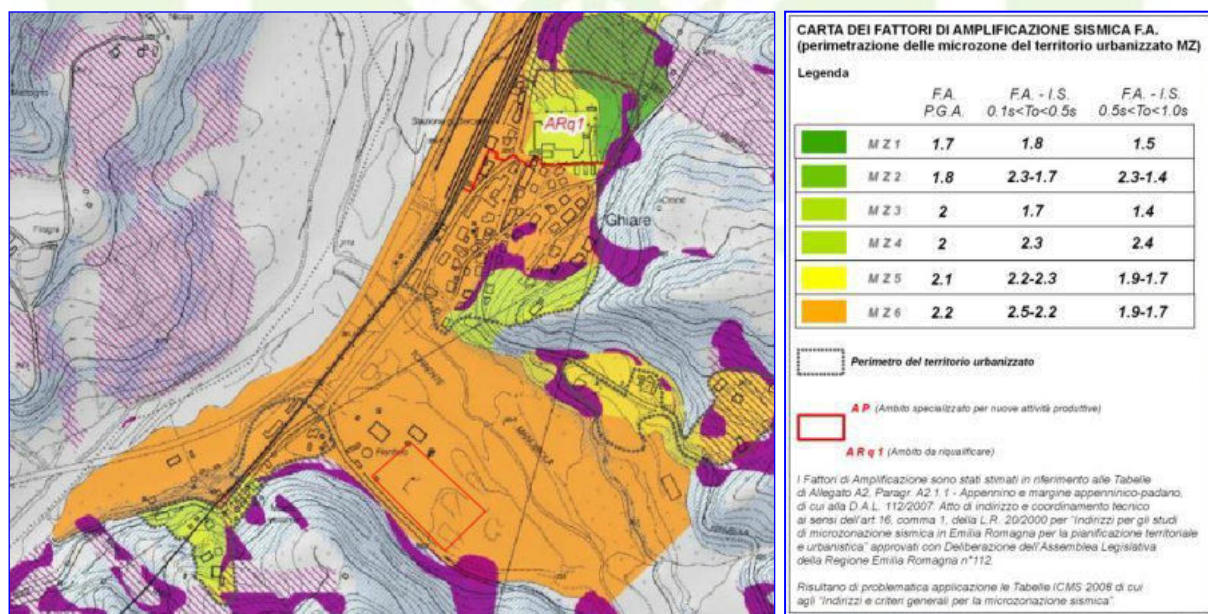 ARq1
Ghiare
TORRENTE
CARTA DEI FATTORI DI AMPLIFICAZIONE SISMICA F.A.
(perimetrazione delle microzone del territorio urbanizzato MZ)
Legenda
F.A. P.G.A. F.A. - I.S. 0.1s<To<0.5s F.A. - I.S. 0.5s<To<1.0s
MZ1 1.7 1.8 1.5
MZ2 1.8 2.3-1.7 2.3-1.4
MZ3 2 1.7 1.4
MZ4 2 2.3 2.4
MZ5 2.1 2.2-2.3 1.9-1.7
MZ6 2.2 2.5-2.2 1.9-1.7
Perimetro del territorio urbanizzato
AP (Ambito specializzato per nuove attività produttive)
ARq1 (Ambito da riqualificare)
I Fattori di Amplificazione sono stati stimati in riferimento alle Tabelle
di Allegato A2, Paragr. A2.1.1 - Appennino e margine appenninico-padano,
di cui alla D.A.L. 112/2007: Atto di indirizzo e coordinamento tecnico
ai sensi dell'art.16, comma 1, della L.R. 20/2000 per "Indirizzi per gli studi
di microzonazione sismica in Emilia Romagna per la pianificazione territoriale
e urbanistica" approvati con Deliberazione dell'Assemblea Legislativa
della Regione Emilia Romagna n°112.
Risultano di problematica applicazione le Tabelle ICMS 2008 di cui
agli "Indirizzi e criteri generali per la microzonazione sismica"